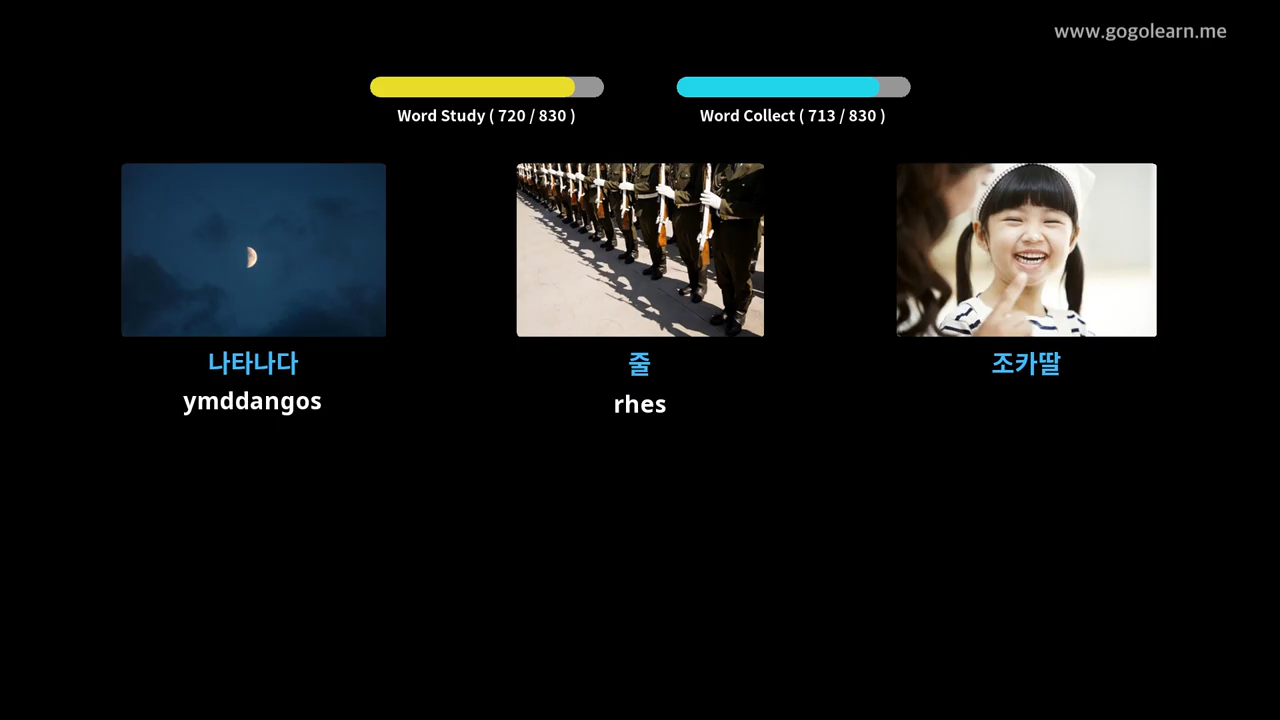 www.gogolearn.me
Word Study ( 720 / 830 )
Word Collect ( 713 / 830 )
나타나다
줄
조카딸
ymddangos
rhes